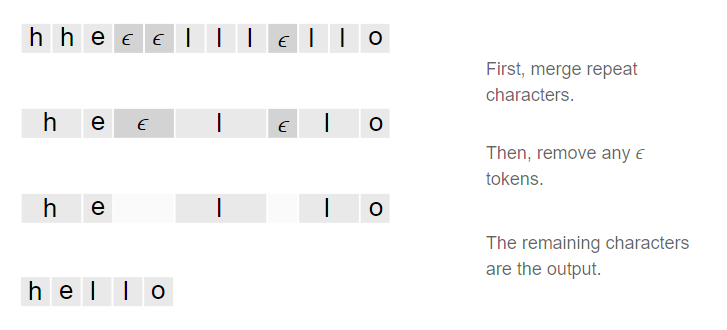 h h e ϵ ϵ l l l ϵ l l o
First, merge repeat
characters.
h e ϵ l ϵ l o
Then, remove any ϵ
tokens.
h e l l o
The remaining characters
are the output.
h e l l o